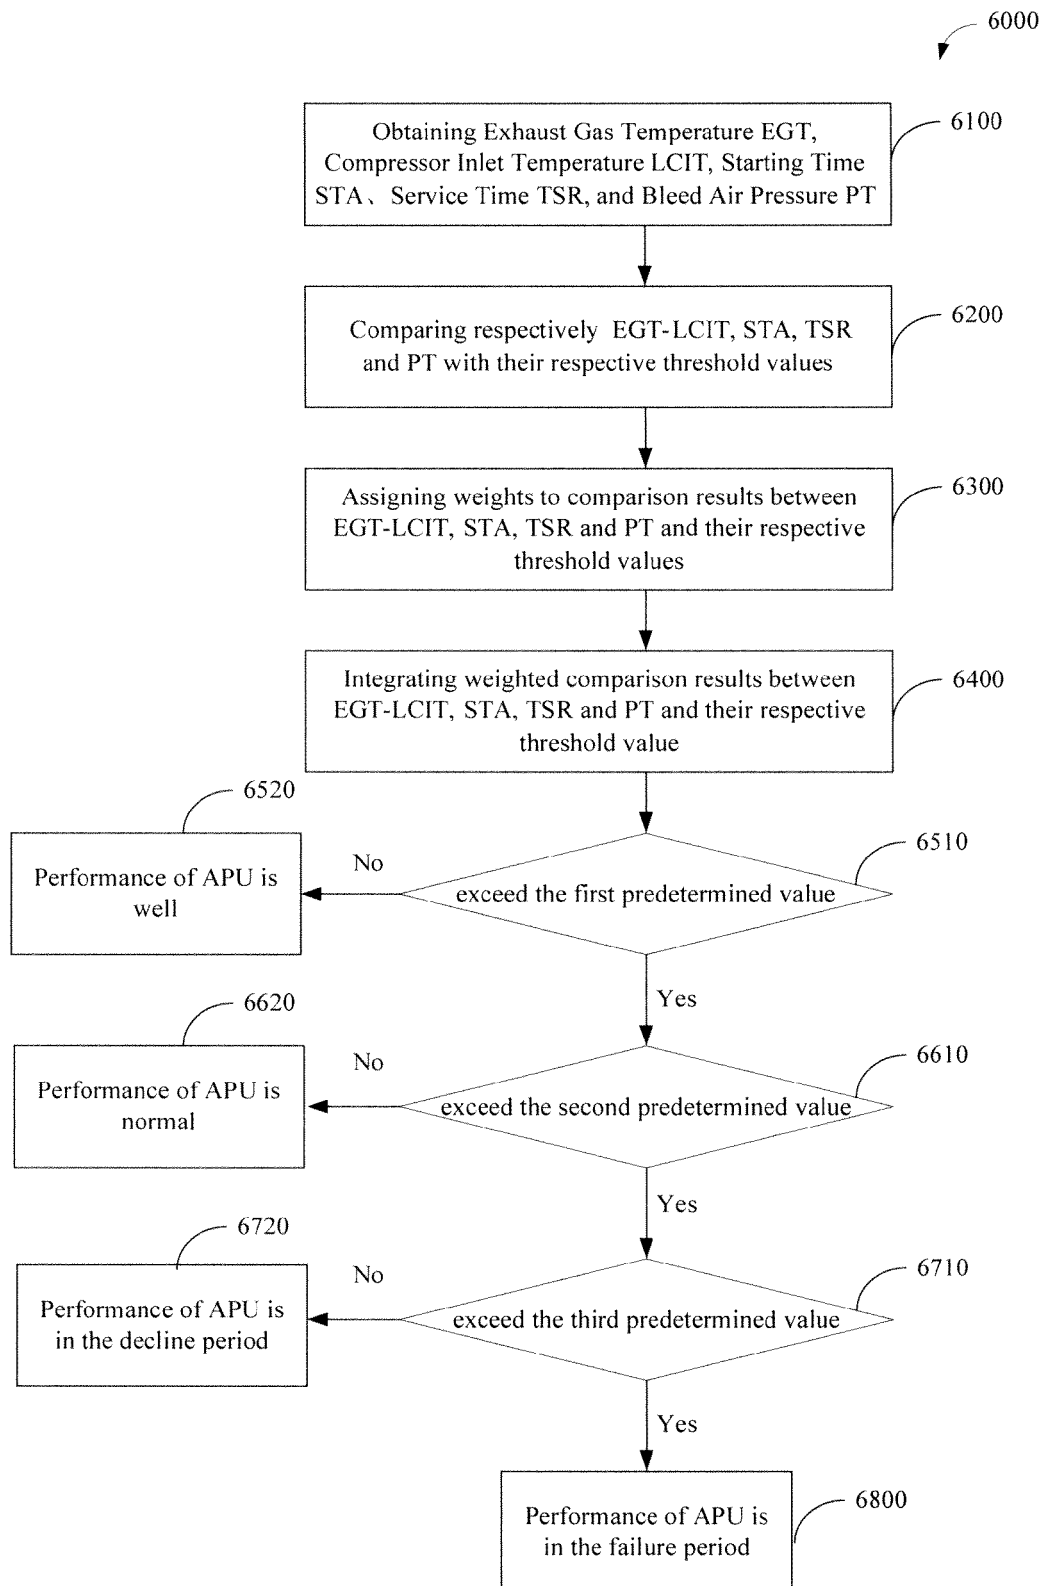 6000
Obtaining Exhaust Gas Temperature EGT,
Compressor Inlet Temperature LCIT, Starting Time
STA、Service Time TSR, and Bleed Air Pressure PT
6100
Comparing respectively EGT-LCIT, STA, TSR
and PT with their respective threshold values
6200
Assigning weights to comparison results between
EGT-LCIT, STA, TSR and PT and their respective
threshold values
6300
Integrating weighted comparison results between
EGT-LCIT, STA, TSR and PT and their respective
threshold value
6400
6520
Performance of APU is
well
No
exceed the first predetermined value
6510
Yes
6620
Performance of APU is
normal
No
exceed the second predetermined value
6610
Yes
6720
Performance of APU is
in the decline period
No
exceed the third predetermined value
6710
Yes
Performance of APU is
in the failure period
6800